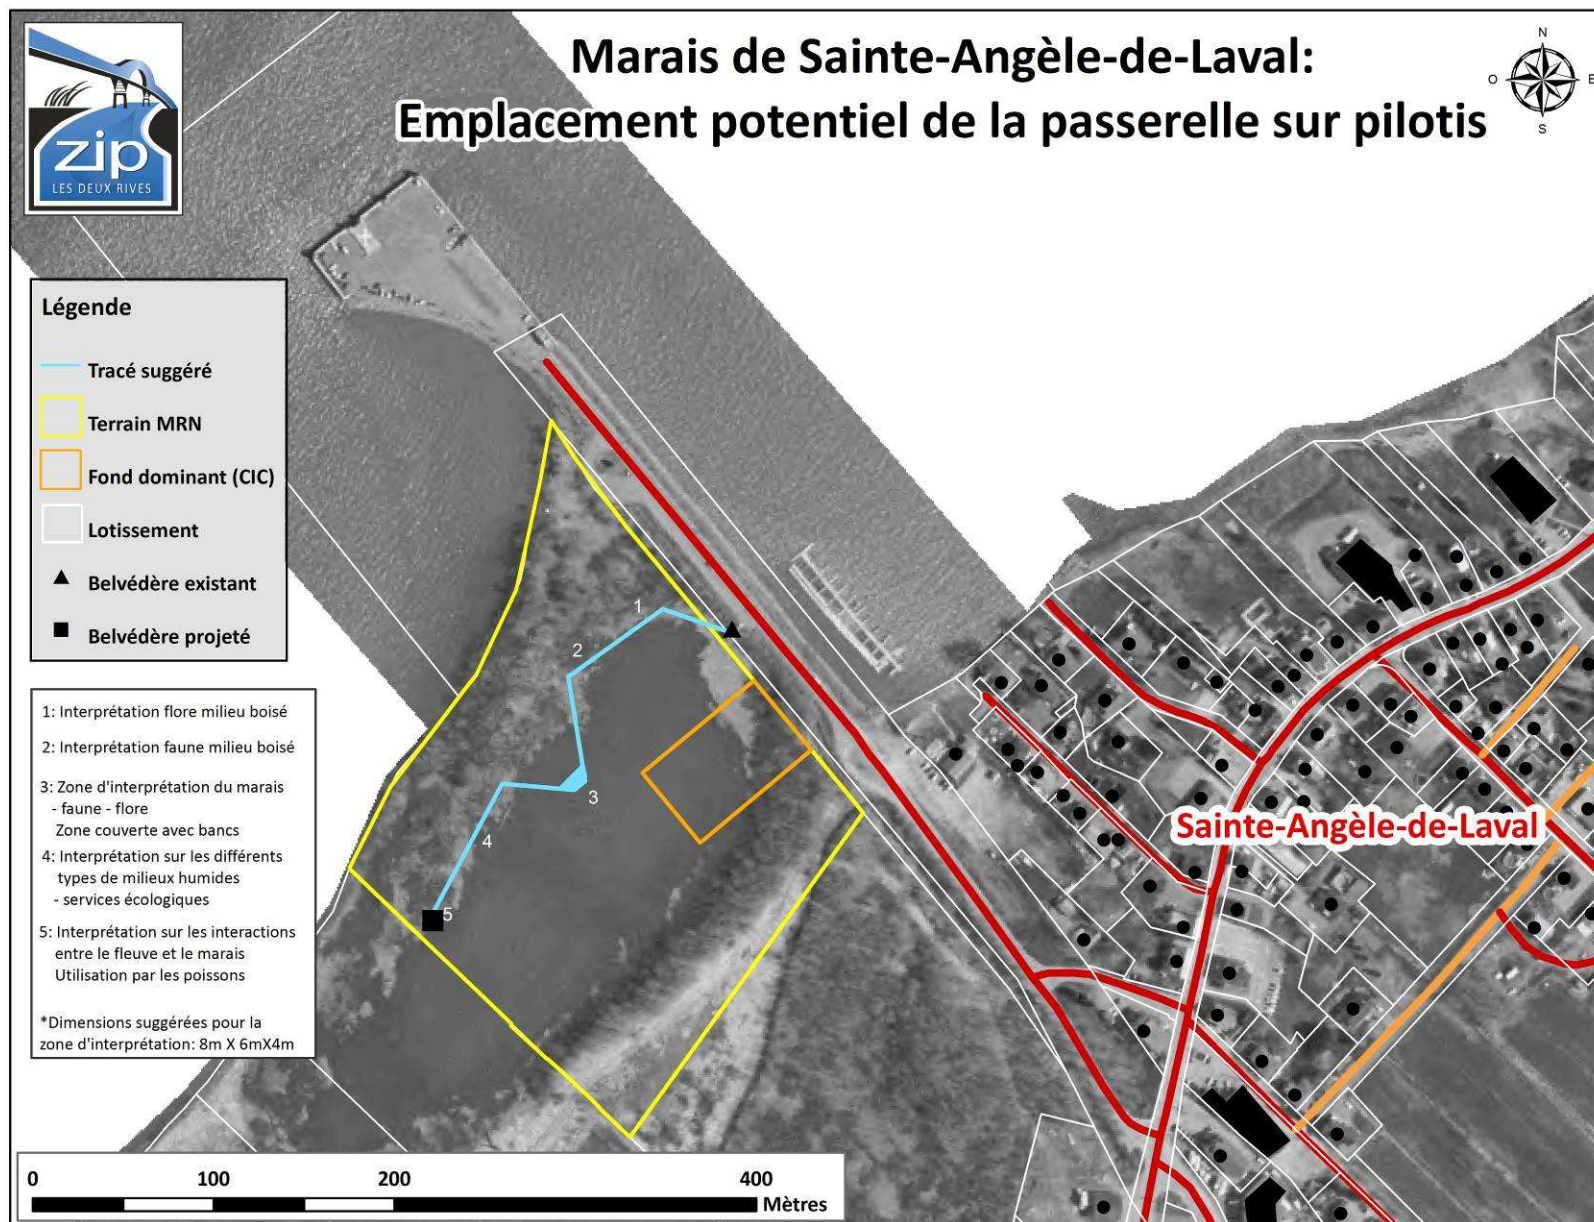 Marais de Sainte-Angèle-de-Laval:
Emplacement potentiel de la passerelle sur pilotis
N
O
E
S
zip
LES DEUX RIVES
Légende
Tracé suggéré
Terrain MRN
Fond dominant (CIC)
Lotissement
Belvédère existant
Belvédère projeté
1: Interprétation flore milieu boisé
2: Interprétation faune milieu boisé
3: Zone d'interprétation du marais
- faune - flore
Zone couverte avec bancs
4: Interprétation sur les différents
types de milieux humides
- services écologiques
5: Interprétation sur les interactions
entre le fleuve et le marais
Utilisation par les poissons
*Dimensions suggérées pour la
zone d'interprétation: 8m X 6mX4m
1
2
3
4
5
Sainte-Angèle-de-Laval
0 100 200 400
Mètres